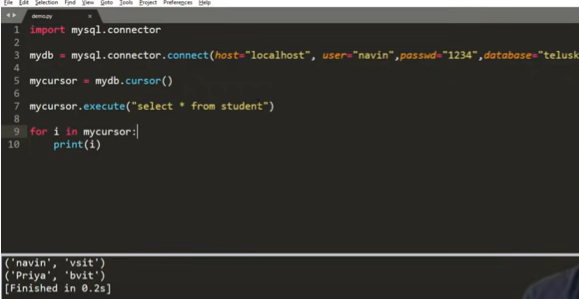 File Edit Selection Find View Goto Tools Project Preferences Help
demo.py ×
1 import mysql.connector
2
3 mydb = mysql.connector.connect(host="localhost", user="navin",passwd="1234",database="telusk
4
5 mycursor = mydb.cursor()
6
7 mycursor.execute("select * from student")
8
9 for i in mycursor:
10 print(i)
('navin', 'vsit')
('Priya', 'bvit')
[Finished in 0.2s]